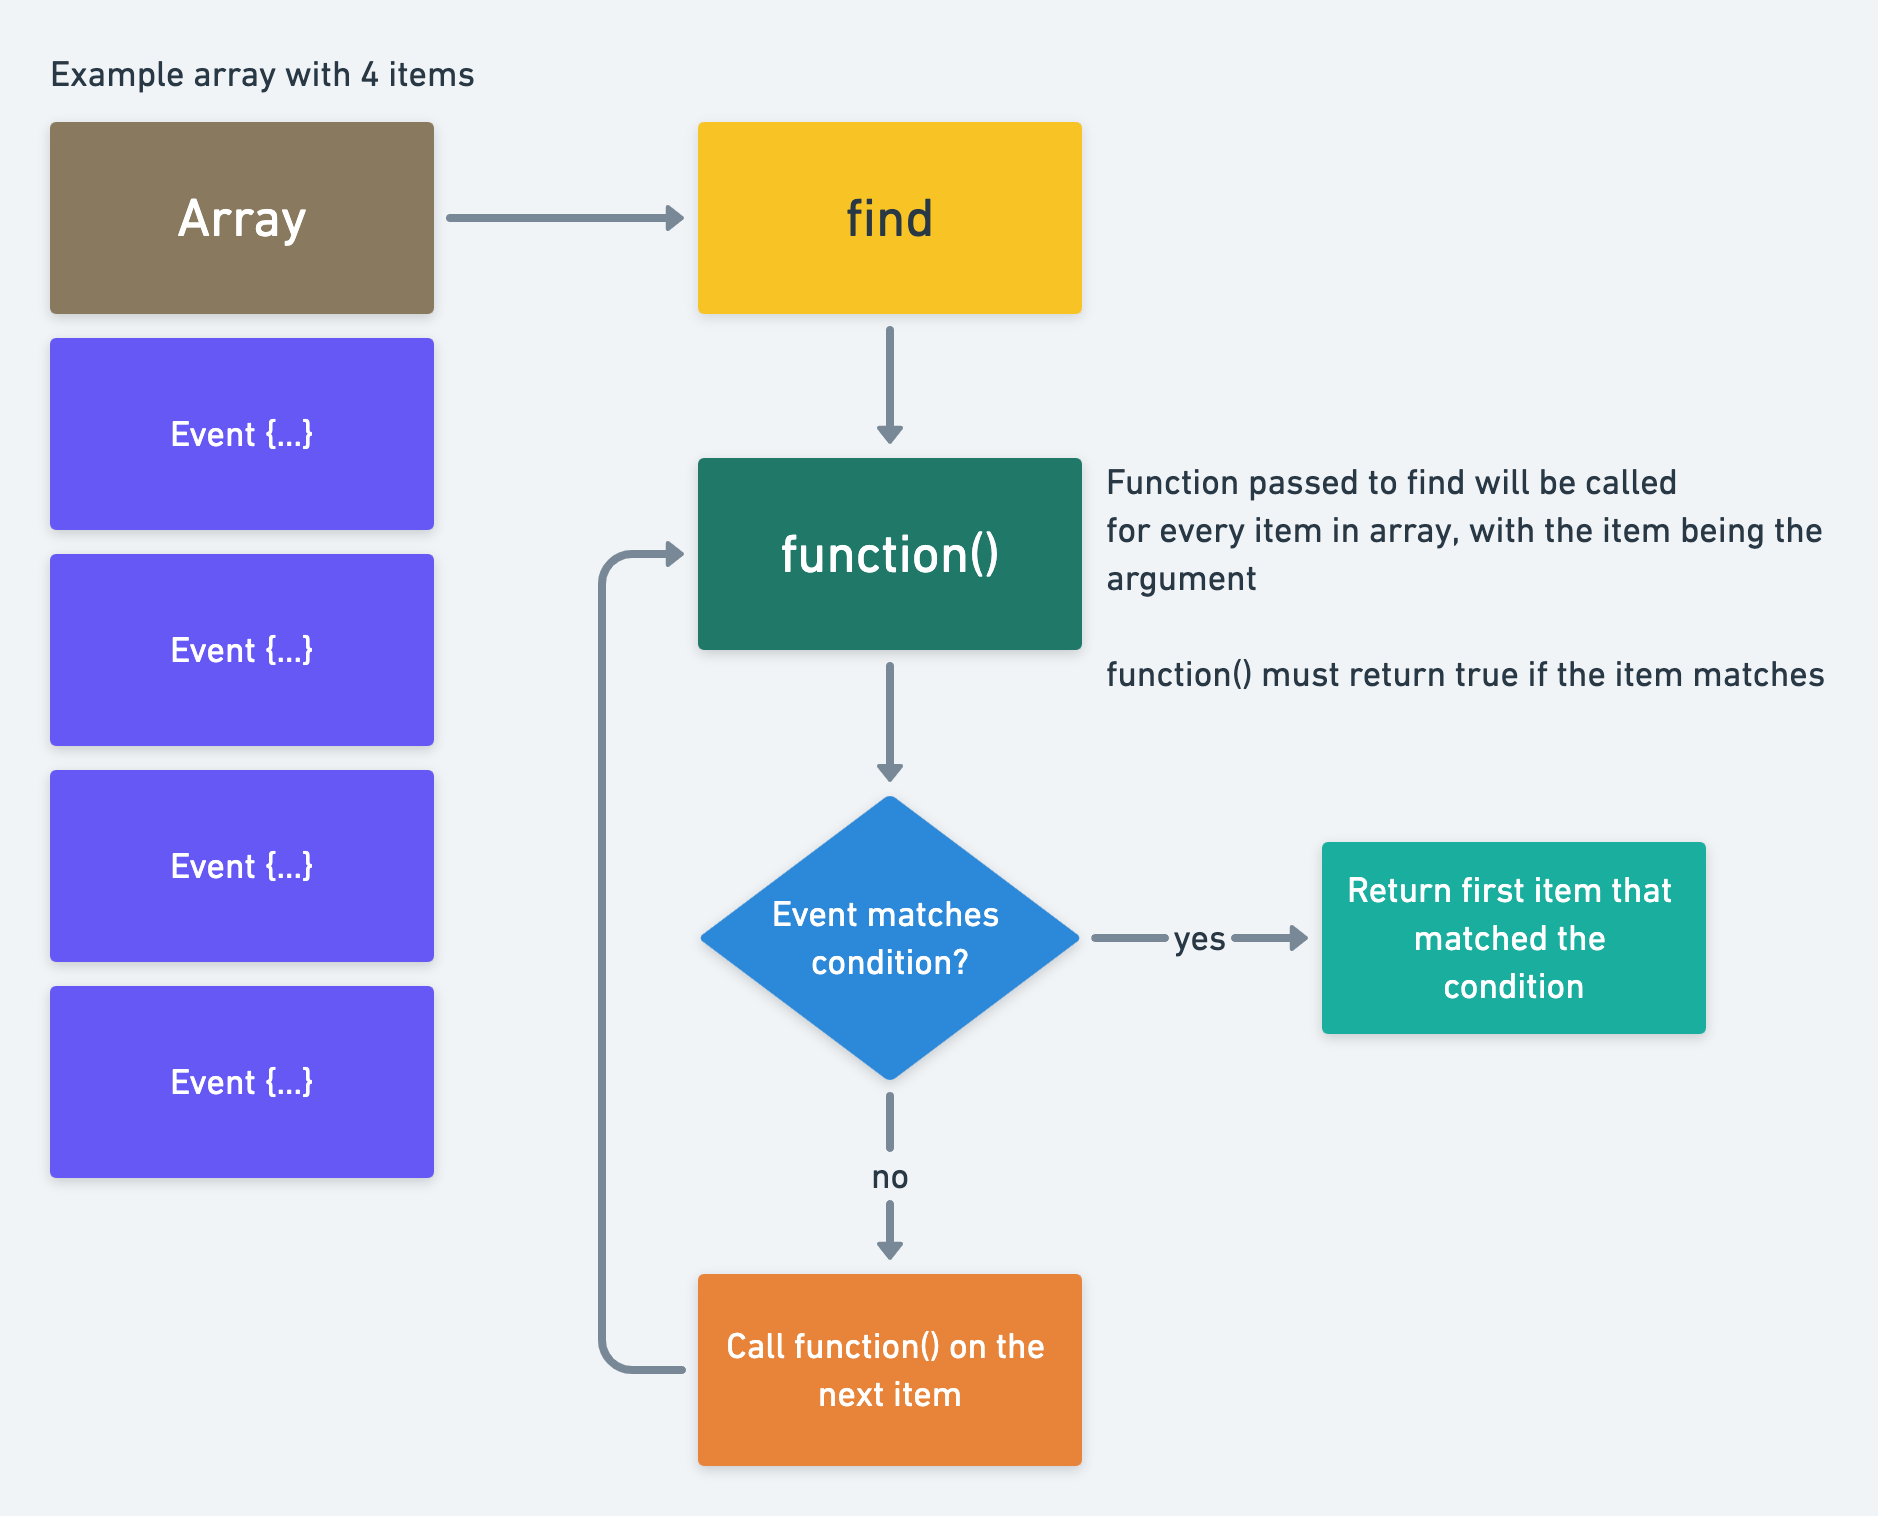 Example array with 4 items
Array
find
Event {...}
Event {...}
Event {...}
Event {...}
function()
Function passed to find will be called
for every item in array, with the item being the
argument
function() must return true if the item matches
Event matches
condition?
yes
Return first item that
matched the
condition
no
Call function() on the
next item